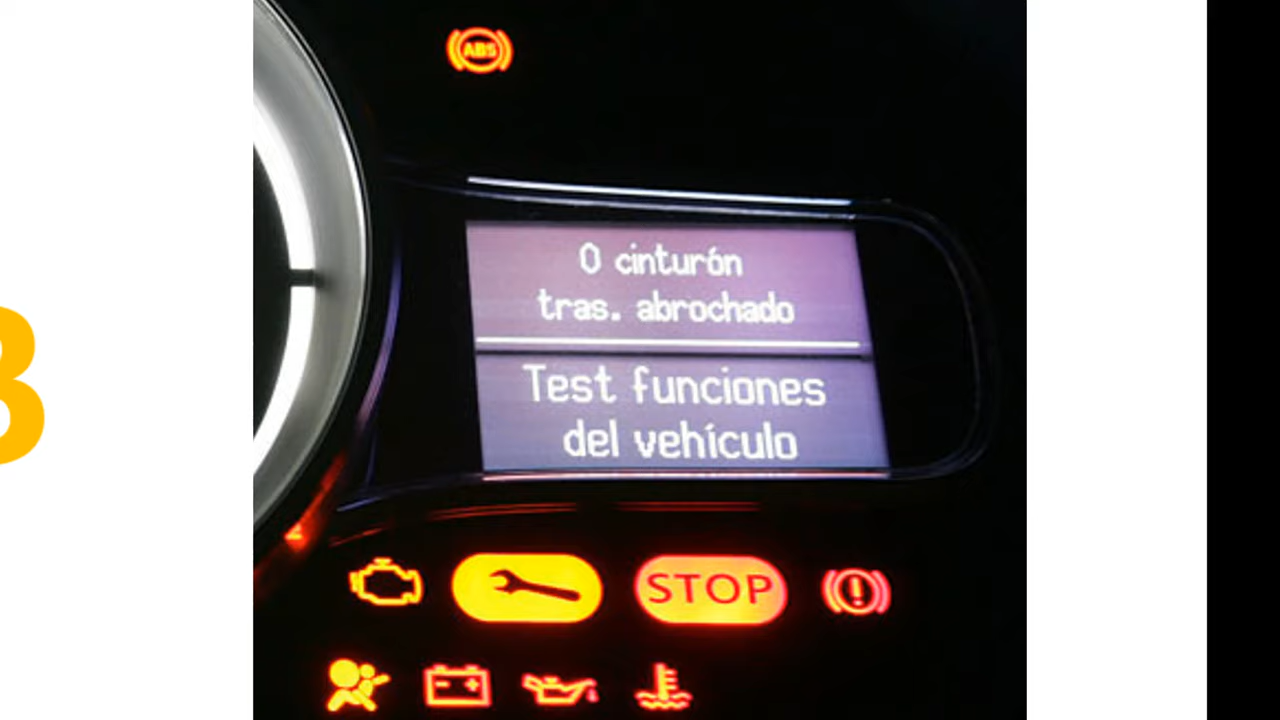 ABS
0 cinturón
tras. abrochado
Test funciones
del vehículo
STOP